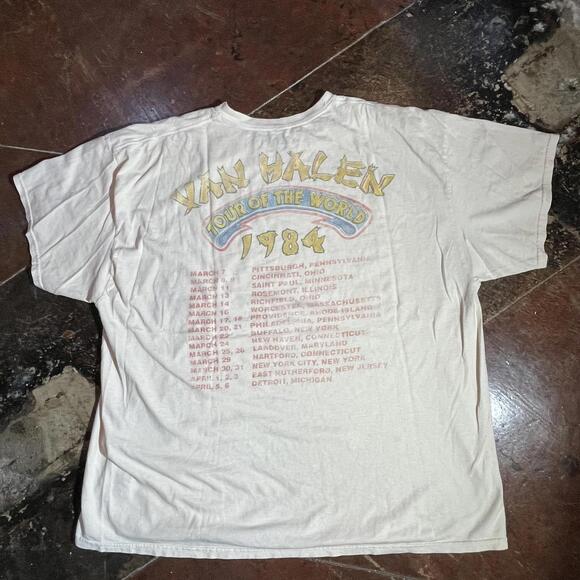 VAN HALEN
TOUR OF THE WORLD
1984
MARCH 7 PITTSBURGH, PENNSYLVANIA
MARCH 8, 9 CINCINNATI, OHIO
MARCH 11 SAINT PAUL, MINNESOTA
MARCH 13 ROSEMONT, ILLINOIS
MARCH 14 RICHFIELD, OHIO
MARCH 16 WORCESTER, MASSACHUSETTS
MARCH 17, 18 PROVIDENCE, RHODE ISLAND
MARCH 20, 21 PHILADELPHIA, PENNSYLVANIA
MARCH 22 BUFFALO, NEW YORK
MARCH 24 NEW HAVEN, CONNECTICUT
MARCH 25, 26 LANDOVER, MARYLAND
MARCH 29 HARTFORD, CONNECTICUT
MARCH 30, 31 NEW YORK CITY, NEW YORK
APRIL 1, 2, 3 EAST RUTHERFORD, NEW JERSEY
APRIL 5, 6 DETROIT, MICHIGAN